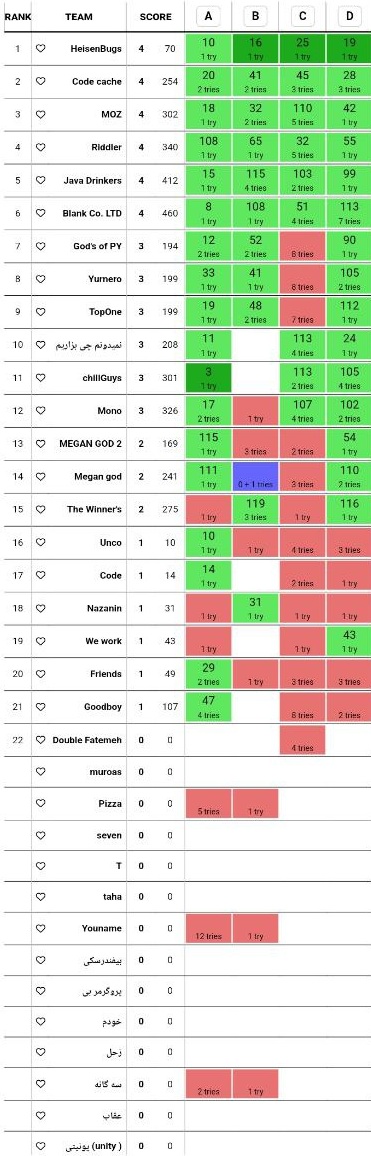 RANK TEAM SCORE A B C D
1 HeisenBugs 4 70 10 1 try 16 1 try 25 1 try 19 1 try
2 Code cache 4 254 20 2 tries 41 2 tries 45 3 tries 28 3 tries
3 MOZ 4 302 18 1 try 32 2 tries 110 5 tries 42 1 try
4 Riddler 4 340 108 1 try 65 1 try 32 5 tries 55 1 try
5 Java Drinkers 4 412 15 1 try 115 4 tries 103 2 tries 99 1 try
6 Blank Co. LTD 4 460 8 1 try 108 1 try 51 4 tries 113 7 tries
7 God's of PY 3 194 12 2 tries 52 2 tries 8 tries 90 1 try
8 Yurnero 3 199 33 1 try 41 1 try 8 tries 105 2 tries
9 TopOne 3 199 19 1 try 48 2 tries 7 tries 112 1 try
10 نمیدونم چی بزاریم 3 208 11 1 try 113 4 tries 24 1 try
11 chillGuys 3 301 3 1 try 113 2 tries 105 4 tries
12 Mono 3 326 17 2 tries 1 try 107 4 tries 102 2 tries
13 MEGAN GOD 2 2 169 115 1 try 3 tries 2 tries 54 1 try
14 Megan god 2 241 111 1 try 0 + 1 tries 3 tries 110 2 tries
15 The Winner's 2 275 1 try 119 3 tries 1 try 116 1 try
16 Unco 1 10 10 1 try 1 try 4 tries 3 tries
17 Code 1 14 14 1 try 2 tries 1 try
18 Nazanin 1 31 1 try 31 1 try 1 try 1 try
19 We work 1 43 1 try 1 try 43 1 try
20 Friends 1 49 29 2 tries 1 try 3 tries 3 tries
21 Goodboy 1 107 47 4 tries 8 tries 2 tries
22 Double Fatemeh 0 0 4 tries
muroas 0 0
Pizza 0 0 5 tries 1 try
seven 0 0
T 0 0
taha 0 0
Youname 0 0 12 tries 1 try
بیفندرسکی 0 0
پروگرمر بی 0 0
خودم 0 0
زحل 0 0
سه گانه 0 0 2 tries 1 try
عقاب 0 0
یونیتی (unity ) 0 0